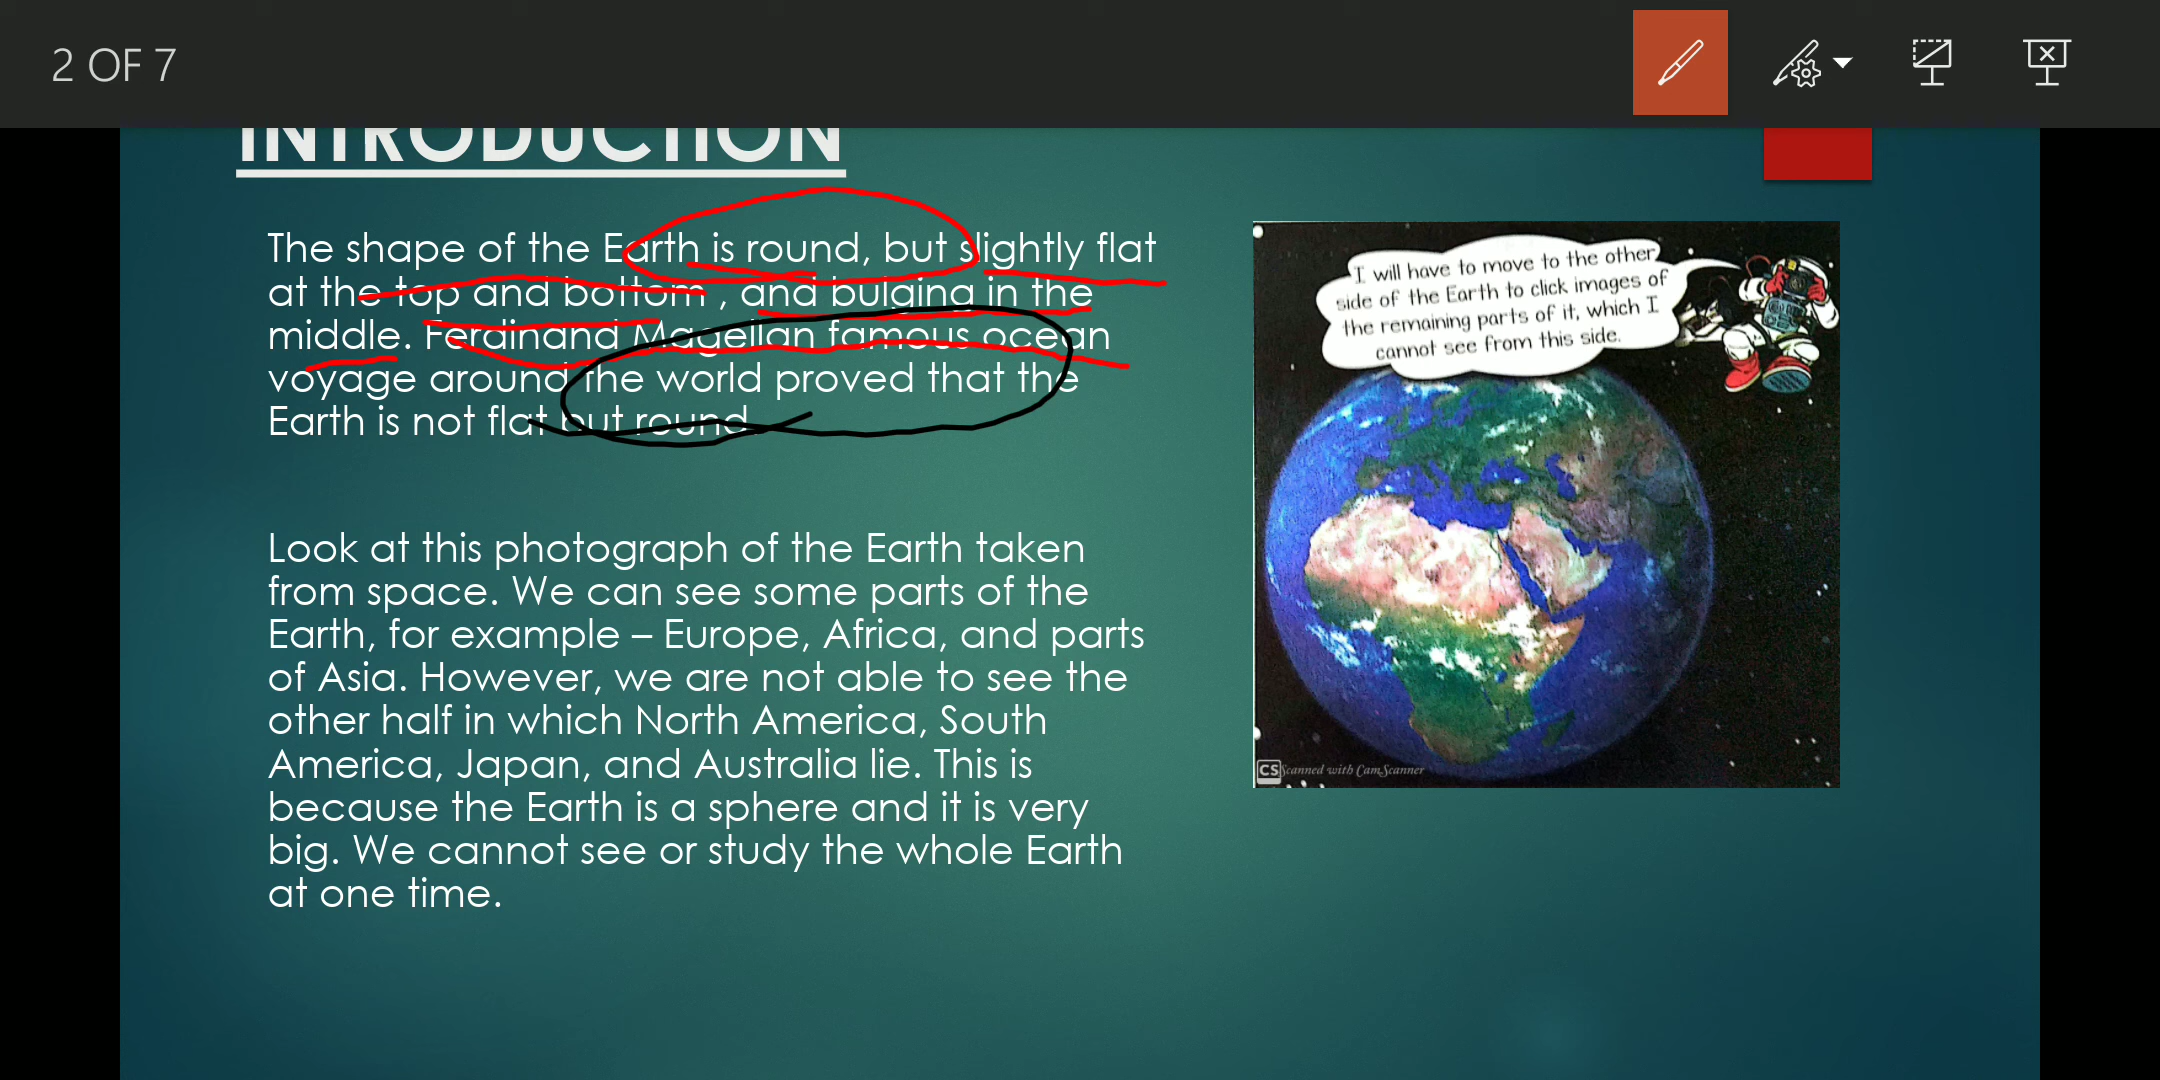 2 OF 7
INTRODUCTION
The shape of the Earth is round, but slightly flat
at the top and bottom , and bulging in the
middle. Ferdinand Magellan famous ocean
voyage around the world proved that the
Earth is not flat but round.
Look at this photograph of the Earth taken
from space. We can see some parts of the
Earth, for example – Europe, Africa, and parts
of Asia. However, we are not able to see the
other half in which North America, South
America, Japan, and Australia lie. This is
because the Earth is a sphere and it is very
big. We cannot see or study the whole Earth
at one time.
I will have to move to the other
side of the Earth to click images of
the remaining parts of it, which I
cannot see from this side.
CS Scanned with CamScanner